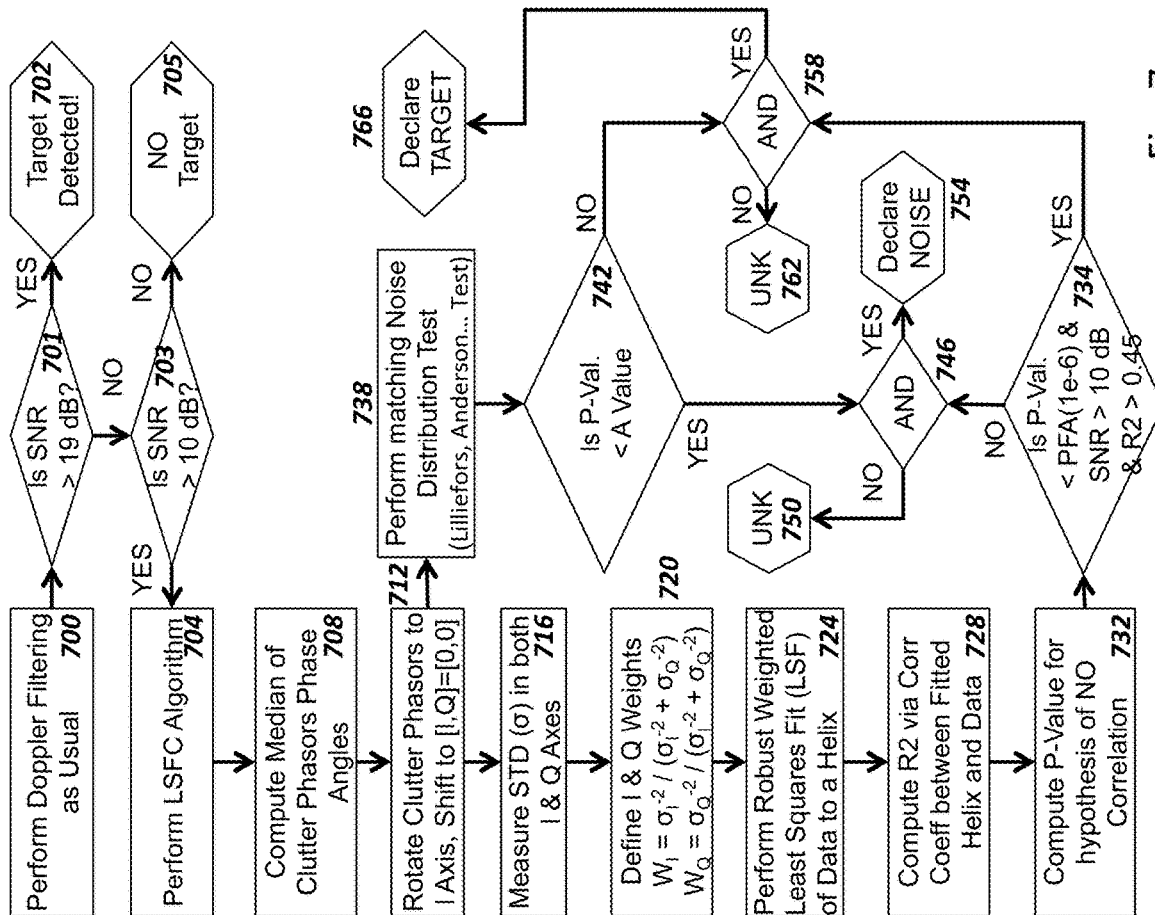 Perform Doppler Filtering
as Usual
700
Is SNR
701
> 19 dB?
YES
Target
702
Detected!
NO
Is SNR
703
> 10 dB?
NO
705
NO
Target
YES
Perform LSFC Algorithm
704
Compute Median of
Clutter Phasors Phase
Angles
708
Rotate Clutter Phasors to
I Axis, Shift to [I,Q]=[0,0]
712
Measure STD (σ) in both
I & Q Axes
716
Define I & Q Weights
W_I = σ_I^-2 / (σ_I^-2 + σ_Q^-2)
W_Q = σ_Q^-2 / (σ_I^-2 + σ_Q^-2)
720
Perform Robust Weighted
Least Squares Fit (LSF)
of Data to a Helix
724
Compute R2 via Corr
Coeff between Fitted
Helix and Data
728
Compute P-Value for
hypothesis of NO
Correlation
732
738
Perform matching Noise
Distribution Test
(Lilliefors, Anderson... Test)
Is P-Val.
< A Value
742
NO
YES
Is P-Val.
< PFA(1e-6) &
SNR > 10 dB
& R2 > 0.45
734
NO
YES
AND
746
NO
UNK
750
YES
Declare
NOISE
754
AND
758
NO
UNK
762
YES
Declare
TARGET
766